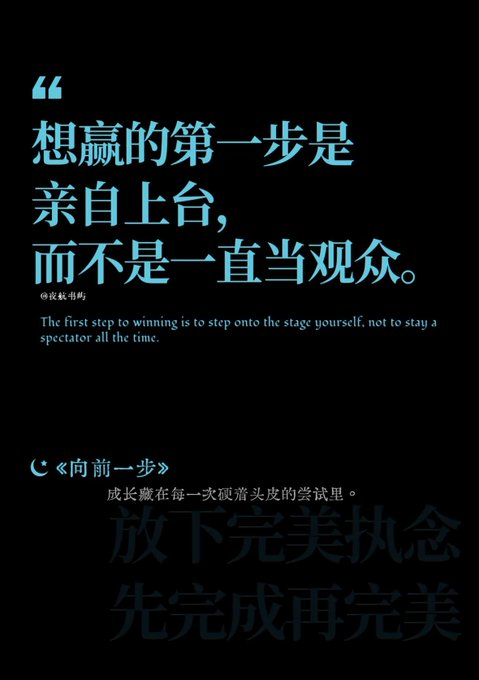 “
想赢的第一步是
亲自上台，
而不是一直当观众。
@夜航书屿
The first step to winning is to step onto the stage yourself, not to stay a
spectator all the time.
《向前一步》
成长藏在每一次硬着头皮的尝试里。
放下完美执念
先完成再完美